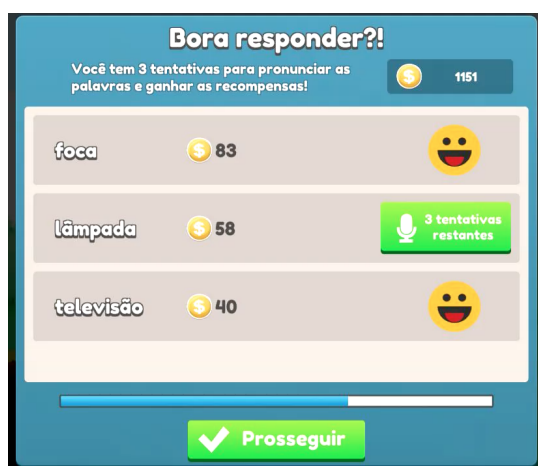 Bora responder?!
Você tem 3 tentativas para pronunciar as
palavras e ganhar as recompensas!
$ 1151
foca $ 83
lâmpada $ 58 3 tentativas
restantes
televisão $ 40
Prosseguir